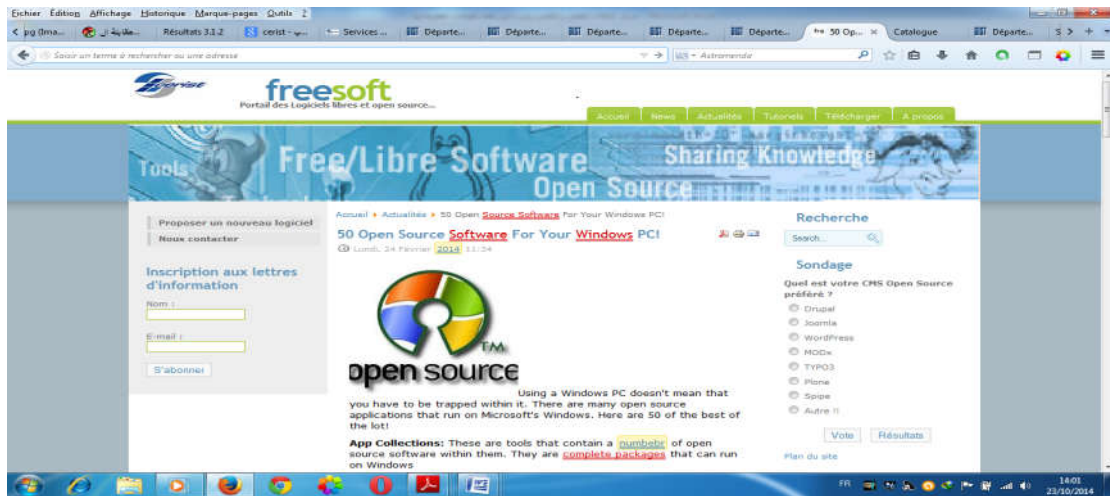 Fichier Édition Affichage Historique Marque-pages Outils ?
pg (Ima... Résultats 3.1.2 cerist - Services ... Départe... Départe... Départe... Départe... Départe... 50 Op... Catalogue Départe... S
Saisir un terme à rechercher ou une adresse
Astromenda
Cerist
freesoft
Portail des Logiciels libres et open source...
Accueil News Actualités Tutoriels Télécharger A propos
Tools
Free/Libre Software
Open Source
Sharing Knowledge
Proposer un nouveau logiciel
Nous contacter
Inscription aux lettres
d'information
Nom :
E-mail :
S'abonner
Accueil Actualités 50 Open Source Software For Your Windows PC!
50 Open Source Software For Your Windows PC!
Lundi, 24 Février 2014 11:34
open source TM
Using a Windows PC doesn't mean that
you have to be trapped within it. There are many open source
applications that run on Microsoft's Windows. Here are 50 of the best of
the lot!
App Collections: These are tools that contain a numbebr of open
source software within them. They are complete packages that can run
on Windows
Recherche
Search...
Sondage
Quel est votre CMS Open Source
préféré ?
Drupal
Joomla
WordPress
MODx
TYPO3
Plone
Spipe
Autre !!
Vote Résultats
Plan du site
FR
14:01
23/10/2014